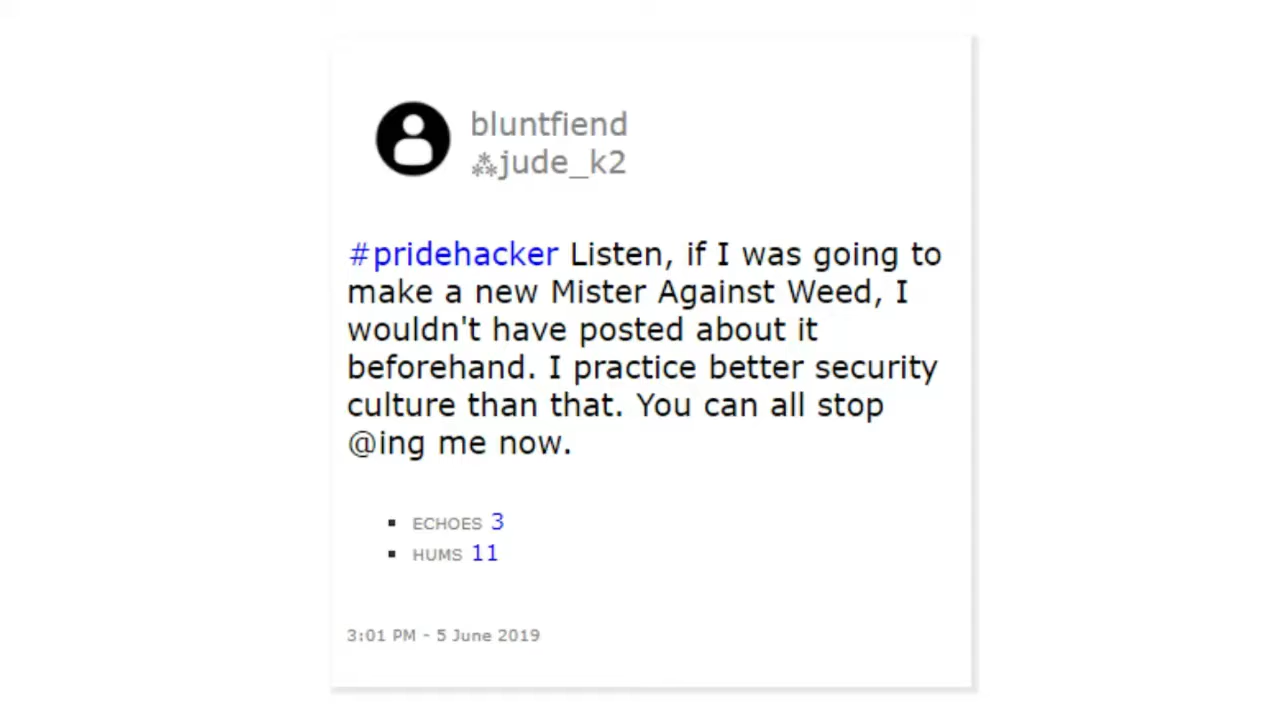 bluntfiend
⁂jude_k2
#pridehacker Listen, if I was going to
make a new Mister Against Weed, I
wouldn't have posted about it
beforehand. I practice better security
culture than that. You can all stop
@ing me now.
▪ ECHOES 3
▪ HUMS 11
3:01 PM - 5 June 2019